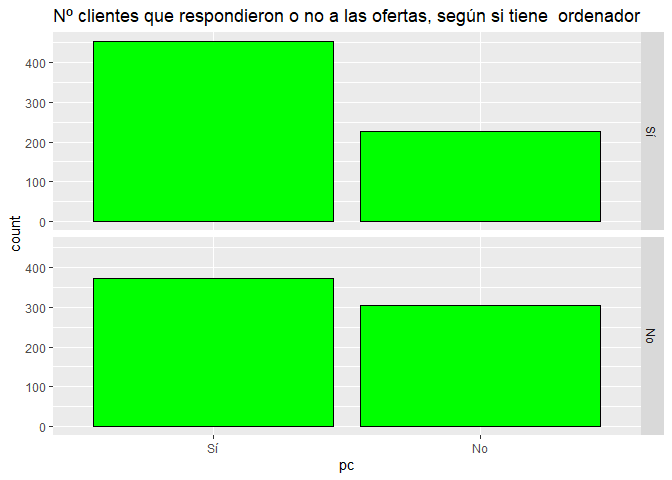 Nº clientes que respondieron o no a las ofertas, según si tiene  ordenador
400
300
200
100
0
Sí
count
400
300
200
100
0
No
Sí
No
pc